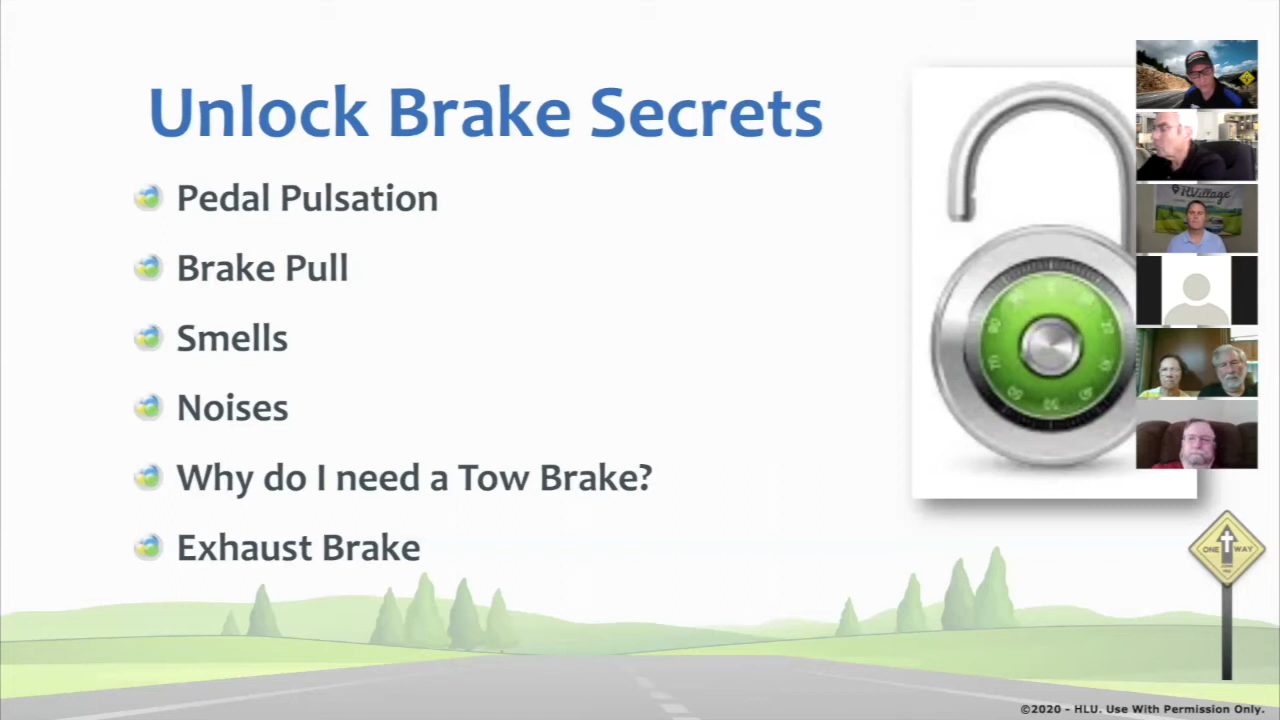 Unlock Brake Secrets
Pedal Pulsation
Brake Pull
Smells
Noises
Why do I need a Tow Brake?
Exhaust Brake
RVillage
ONE WAY
©2020 - HLU. Use With Permission Only.